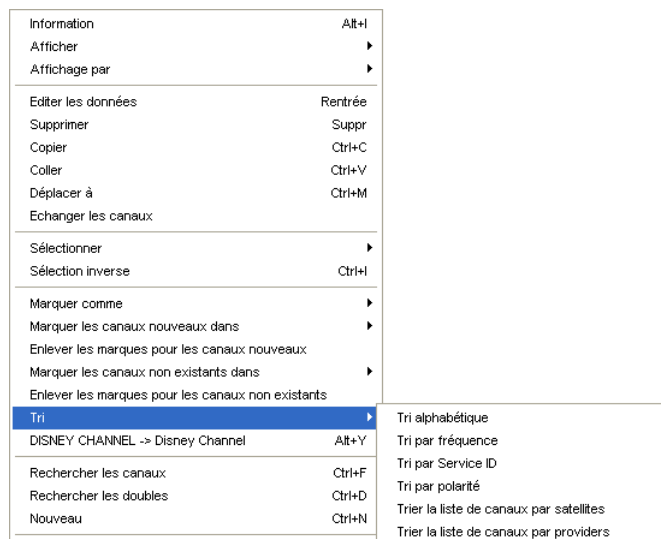 Information Alt+I
Afficher
Affichage par
Editer les données Rentrée
Supprimer Suppr
Copier Ctrl+C
Coller Ctrl+V
Déplacer à Ctrl+M
Echanger les canaux
Sélectionner
Sélection inverse Ctrl+I
Marquer comme
Marquer les canaux nouveaux dans
Enlever les marques pour les canaux nouveaux
Marquer les canaux non existants dans
Enlever les marques pour les canaux non existants
Tri
DISNEY CHANNEL -> Disney Channel Alt+Y
Rechercher les canaux Ctrl+F
Rechercher les doubles Ctrl+D
Nouveau Ctrl+N
Tri alphabétique
Tri par fréquence
Tri par Service ID
Tri par polarité
Trier la liste de canaux par satellites
Trier la liste de canaux par providers